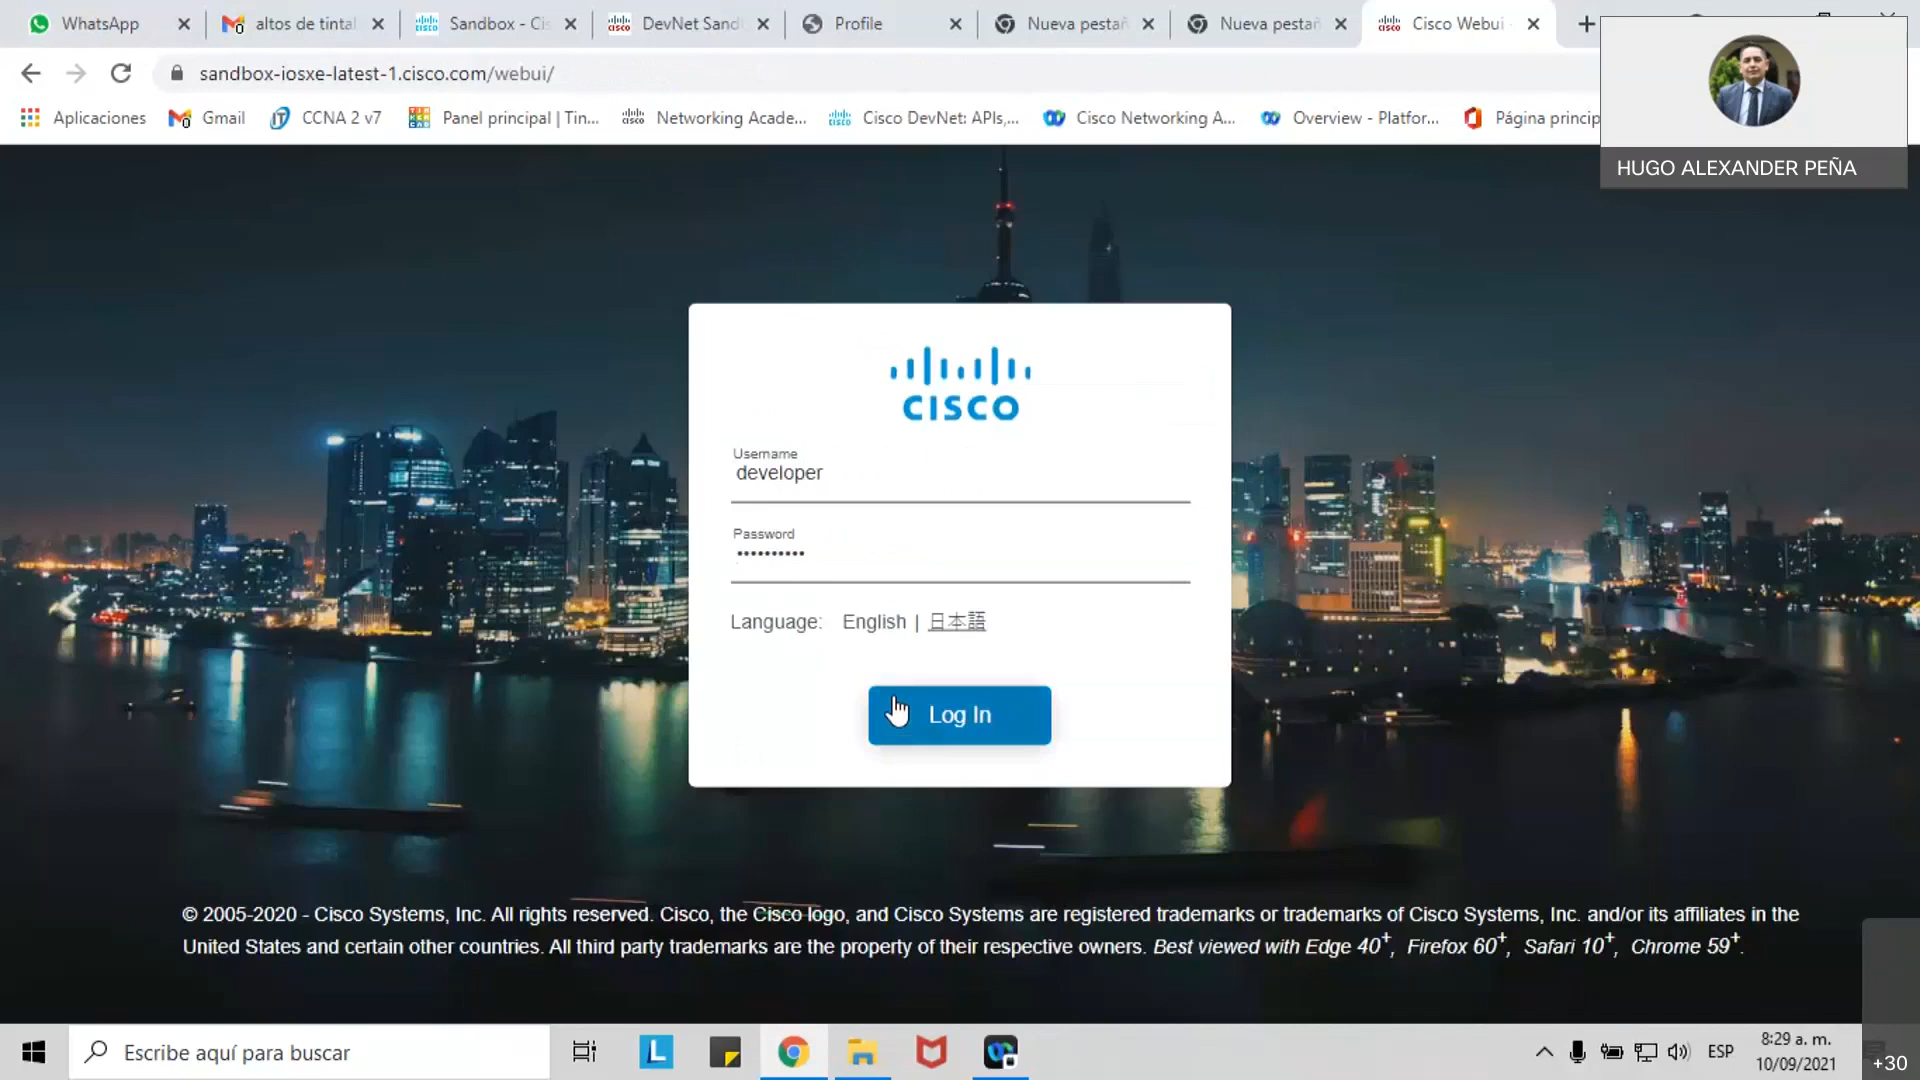 WhatsApp
altos de tintal
Sandbox - Cis
DevNet Sand
Profile
Nueva pestañ
Nueva pestañ
Cisco Webui
sandbox-iosxe-latest-1.cisco.com/webui/
Aplicaciones
Gmail
CCNA 2 v7
Panel principal | Tin...
Networking Acade...
Cisco DevNet: APIs,...
Cisco Networking A...
Overview - Platfor...
Página princip
HUGO ALEXANDER PEÑA
CISCO
Username
developer
Password
••••••••••
Language: English | 日本語
Log In
© 2005-2020 - Cisco Systems, Inc. All rights reserved. Cisco, the Cisco logo, and Cisco Systems are registered trademarks or trademarks of Cisco Systems, Inc. and/or its affiliates in the
United States and certain other countries. All third party trademarks are the property of their respective owners. Best viewed with Edge 40+, Firefox 60+, Safari 10+, Chrome 59+.
Escribe aquí para buscar
ESP
8:29 a. m.
10/09/2021
+30